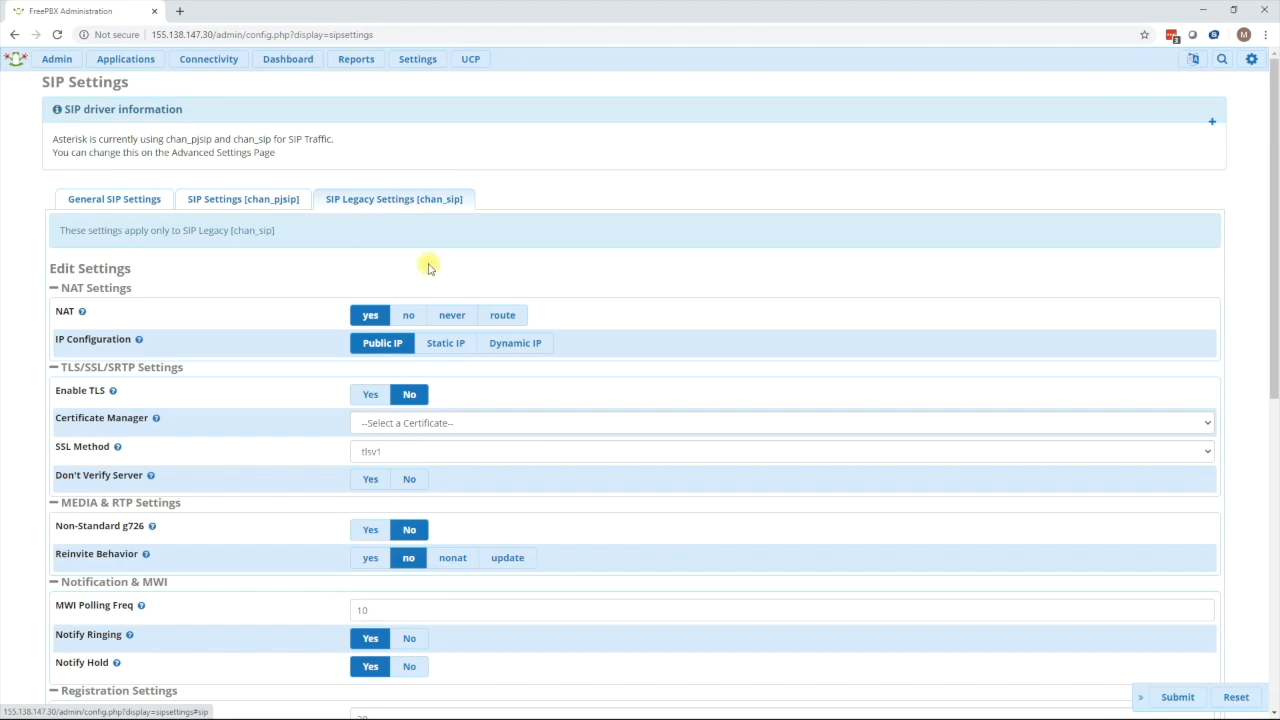 FreePBX Administration
Not secure
155.138.147.30/admin/config.php?display=sipsettings
M
Admin
Applications
Connectivity
Dashboard
Reports
Settings
UCP
SIP Settings
SIP driver information
Asterisk is currently using chan_pjsip and chan_sip for SIP Traffic.
You can change this on the Advanced Settings Page
General SIP Settings
SIP Settings [chan_pjsip]
SIP Legacy Settings [chan_sip]
These settings apply only to SIP Legacy [chan_sip]
Edit Settings
NAT Settings
NAT
yes no never route
IP Configuration
Public IP Static IP Dynamic IP
TLS/SSL/SRTP Settings
Enable TLS
Yes No
Certificate Manager
--Select a Certificate--
SSL Method
tlsv1
Don't Verify Server
Yes No
MEDIA & RTP Settings
Non-Standard g726
Yes No
Reinvite Behavior
yes no nonat update
Notification & MWI
MWI Polling Freq
10
Notify Ringing
Yes No
Notify Hold
Yes No
Registration Settings
» Submit Reset
155.138.147.30/admin/config.php?display=sipsettings#sip